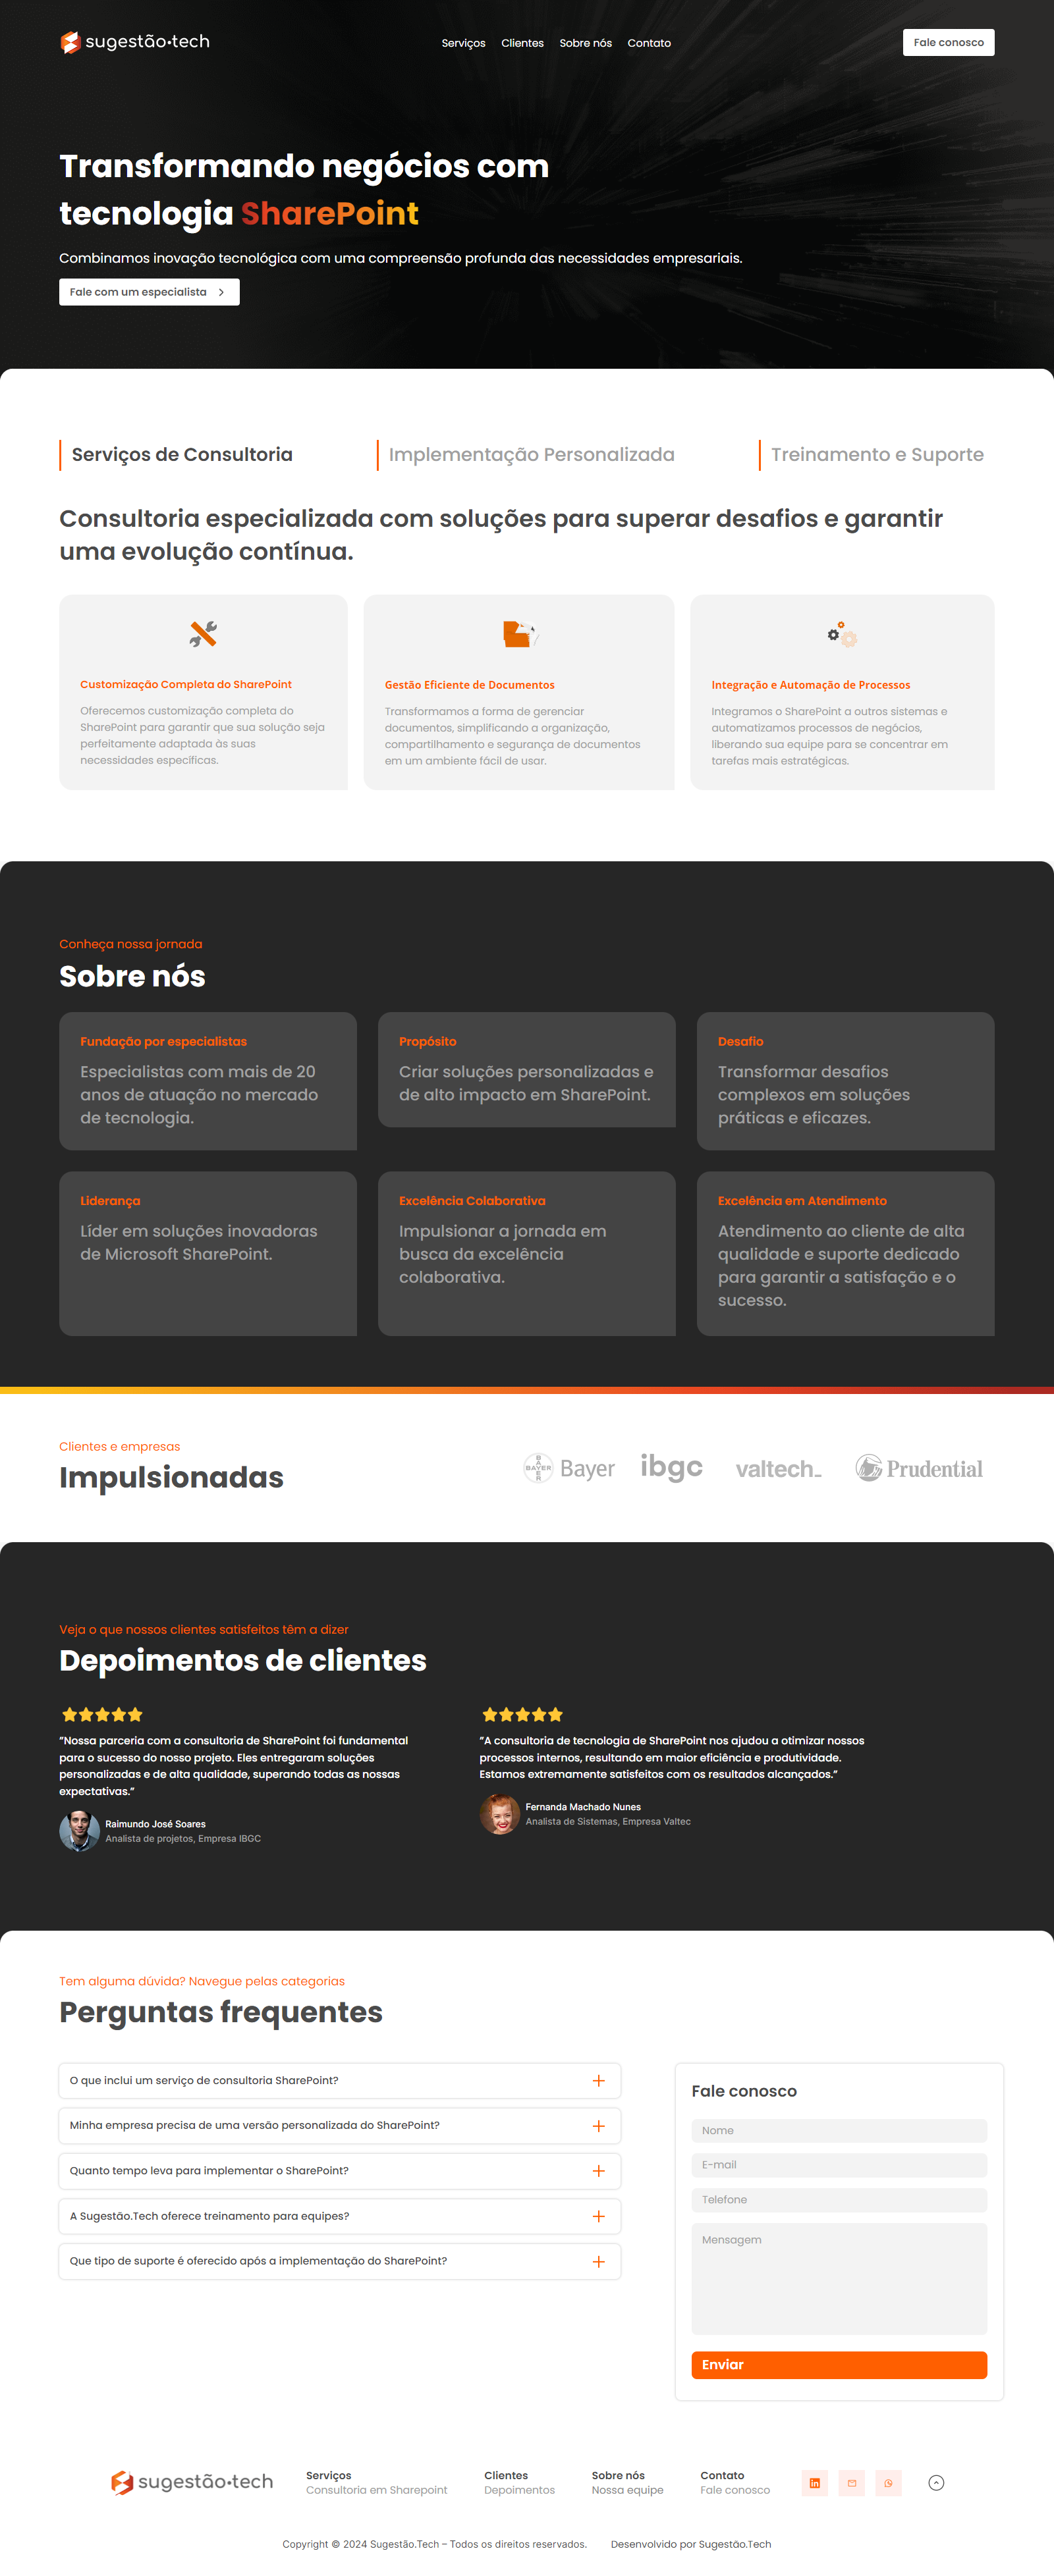 sugestão•tech
Serviços
Clientes
Sobre nós
Contato
Fale conosco
Transformando negócios com
tecnologia SharePoint
Combinamos inovação tecnológica com uma compreensão profunda das necessidades empresariais.
Fale com um especialista
Serviços de Consultoria
Implementação Personalizada
Treinamento e Suporte
Consultoria especializada com soluções para superar desafios e garantir
uma evolução contínua.
Customização Completa do SharePoint
Oferecemos customização completa do
SharePoint para garantir que sua solução seja
perfeitamente adaptada às suas
necessidades específicas.
Gestão Eficiente de Documentos
Transformamos a forma de gerenciar
documentos, simplificando a organização,
compartilhamento e segurança de documentos
em um ambiente fácil de usar.
Integração e Automação de Processos
Integramos o SharePoint a outros sistemas e
automatizamos processos de negócios,
liberando sua equipe para se concentrar em
tarefas mais estratégicas.
Conheça nossa jornada
Sobre nós
Fundação por especialistas
Especialistas com mais de 20
anos de atuação no mercado
de tecnologia.
Propósito
Criar soluções personalizadas e
de alto impacto em SharePoint.
Desafio
Transformar desafios
complexos em soluções
práticas e eficazes.
Liderança
Líder em soluções inovadoras
de Microsoft SharePoint.
Excelência Colaborativa
Impulsionar a jornada em
busca da excelência
colaborativa.
Excelência em Atendimento
Atendimento ao cliente de alta
qualidade e suporte dedicado
para garantir a satisfação e o
sucesso.
Clientes e empresas
Impulsionadas
BAYER
BAYER
Bayer
ibgc
valtech_
Prudential
Veja o que nossos clientes satisfeitos têm a dizer
Depoimentos de clientes
"Nossa parceria com a consultoria de SharePoint foi fundamental
para o sucesso do nosso projeto. Eles entregaram soluções
personalizadas e de alta qualidade, superando todas as nossas
expectativas."
Raimundo José Soares
Analista de projetos, Empresa IBGC
"A consultoria de tecnologia de SharePoint nos ajudou a otimizar nossos
processos internos, resultando em maior eficiência e produtividade.
Estamos extremamente satisfeitos com os resultados alcançados."
Fernanda Machado Nunes
Analista de Sistemas, Empresa Valtec
Tem alguma dúvida? Navegue pelas categorias
Perguntas frequentes
O que inclui um serviço de consultoria SharePoint?
Minha empresa precisa de uma versão personalizada do SharePoint?
Quanto tempo leva para implementar o SharePoint?
A Sugestão.Tech oferece treinamento para equipes?
Que tipo de suporte é oferecido após a implementação do SharePoint?
Fale conosco
Nome
E-mail
Telefone
Mensagem
Enviar
sugestão•tech
Serviços
Consultoria em Sharepoint
Clientes
Depoimentos
Sobre nós
Nossa equipe
Contato
Fale conosco
Copyright © 2024 Sugestão.Tech – Todos os direitos reservados.
Desenvolvido por Sugestão.Tech